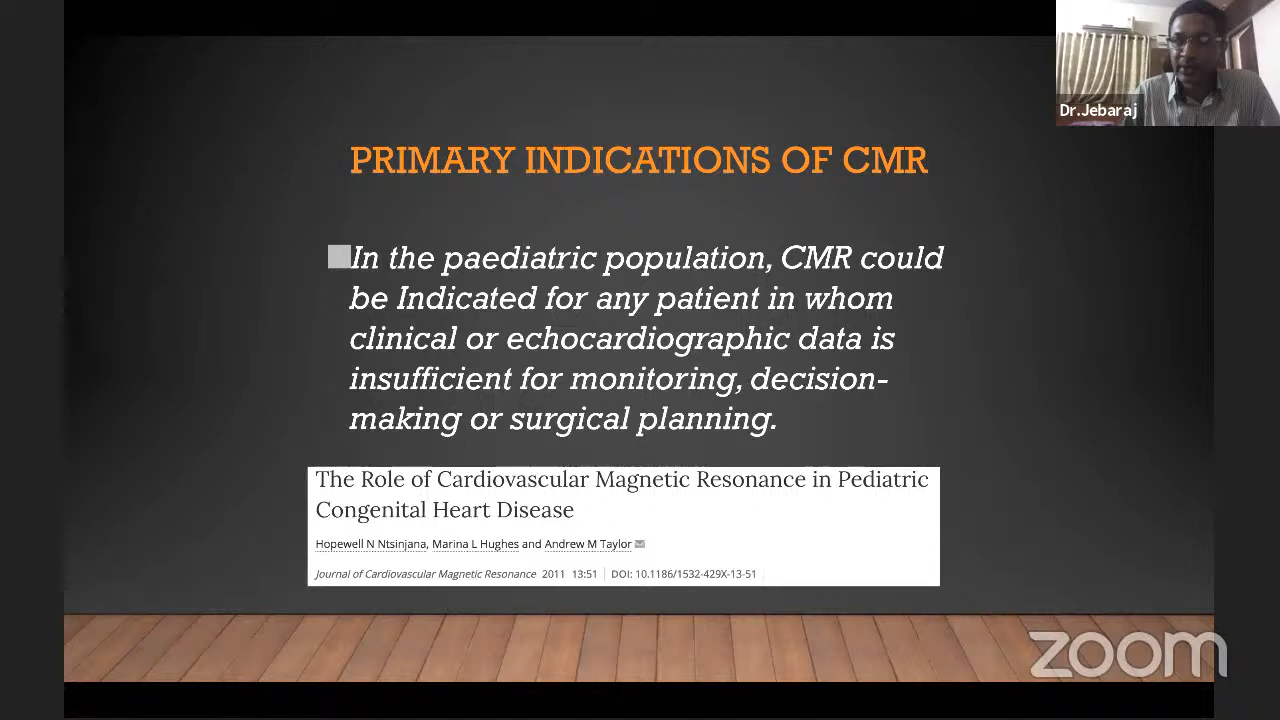 Dr.Jebaraj
PRIMARY INDICATIONS OF CMR
In the paediatric population, CMR could
be Indicated for any patient in whom
clinical or echocardiographic data is
insufficient for monitoring, decision-
making or surgical planning.
The Role of Cardiovascular Magnetic Resonance in Pediatric
Congenital Heart Disease
Hopewell N Ntsinjana, Marina L Hughes and Andrew M Taylor
Journal of Cardiovascular Magnetic Resonance 2011 13:51 DOI: 10.1186/1532-429X-13-51
zoom